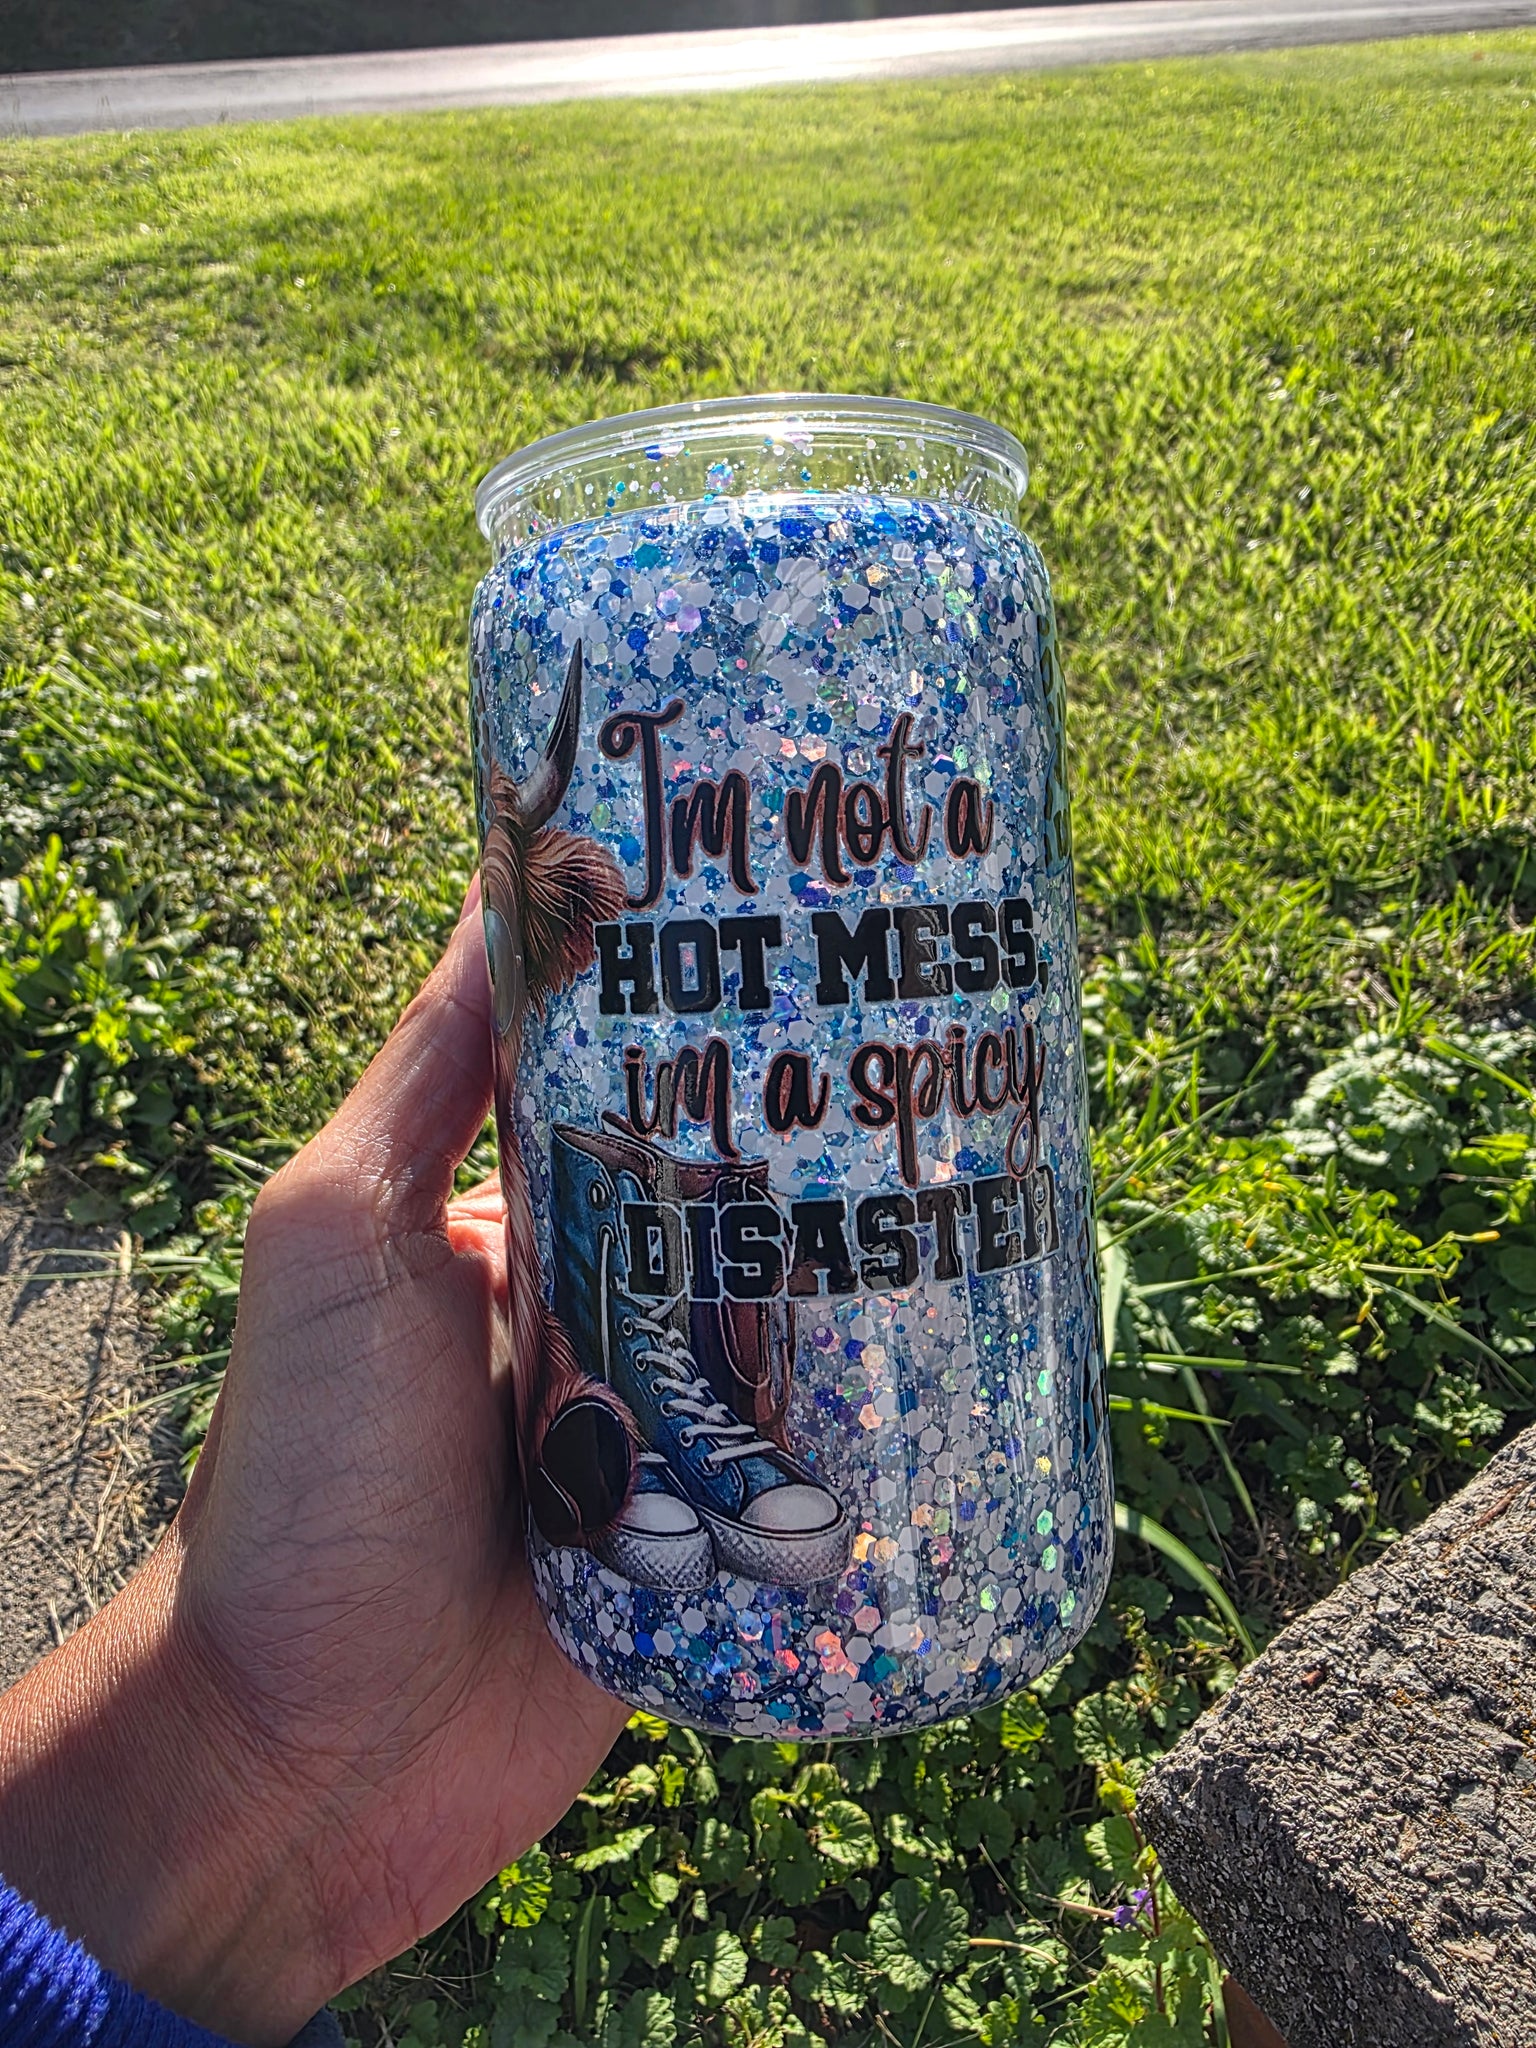 I'm not a
HOT MESS,
im a spicy
DISASTER